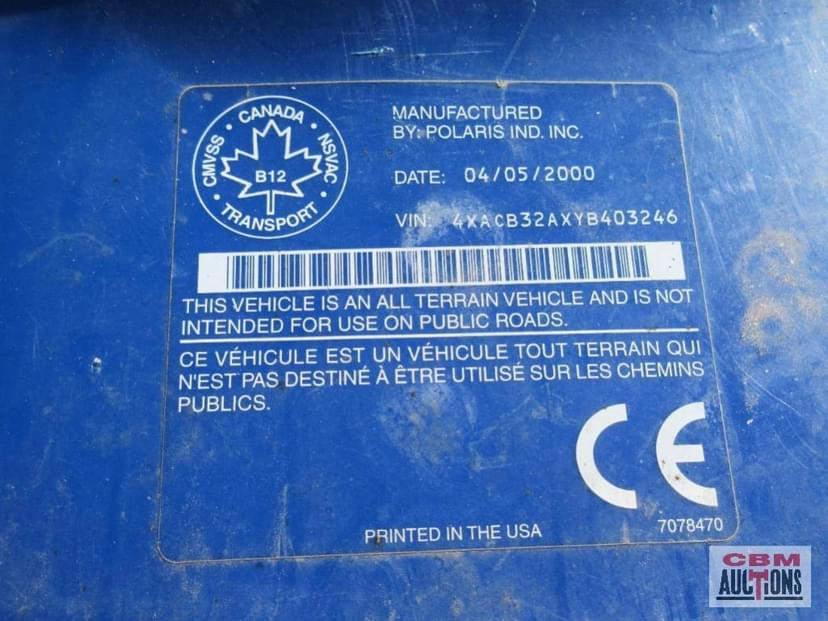 CANADA
CMVSS
NSVAC
B12
TRANSPORT
MANUFACTURED
BY: POLARIS IND. INC.
DATE: 04/05/2000
VIN: 4XACB32AXYB403246
THIS VEHICLE IS AN ALL TERRAIN VEHICLE AND IS NOT
INTENDED FOR USE ON PUBLIC ROADS.
CE VÉHICULE EST UN VÉHICULE TOUT TERRAIN QUI
N'EST PAS DESTINÉ À ÊTRE UTILISÉ SUR LES CHEMINS
PUBLICS.
CE
PRINTED IN THE USA
7078470
CBM
AUCTIONS